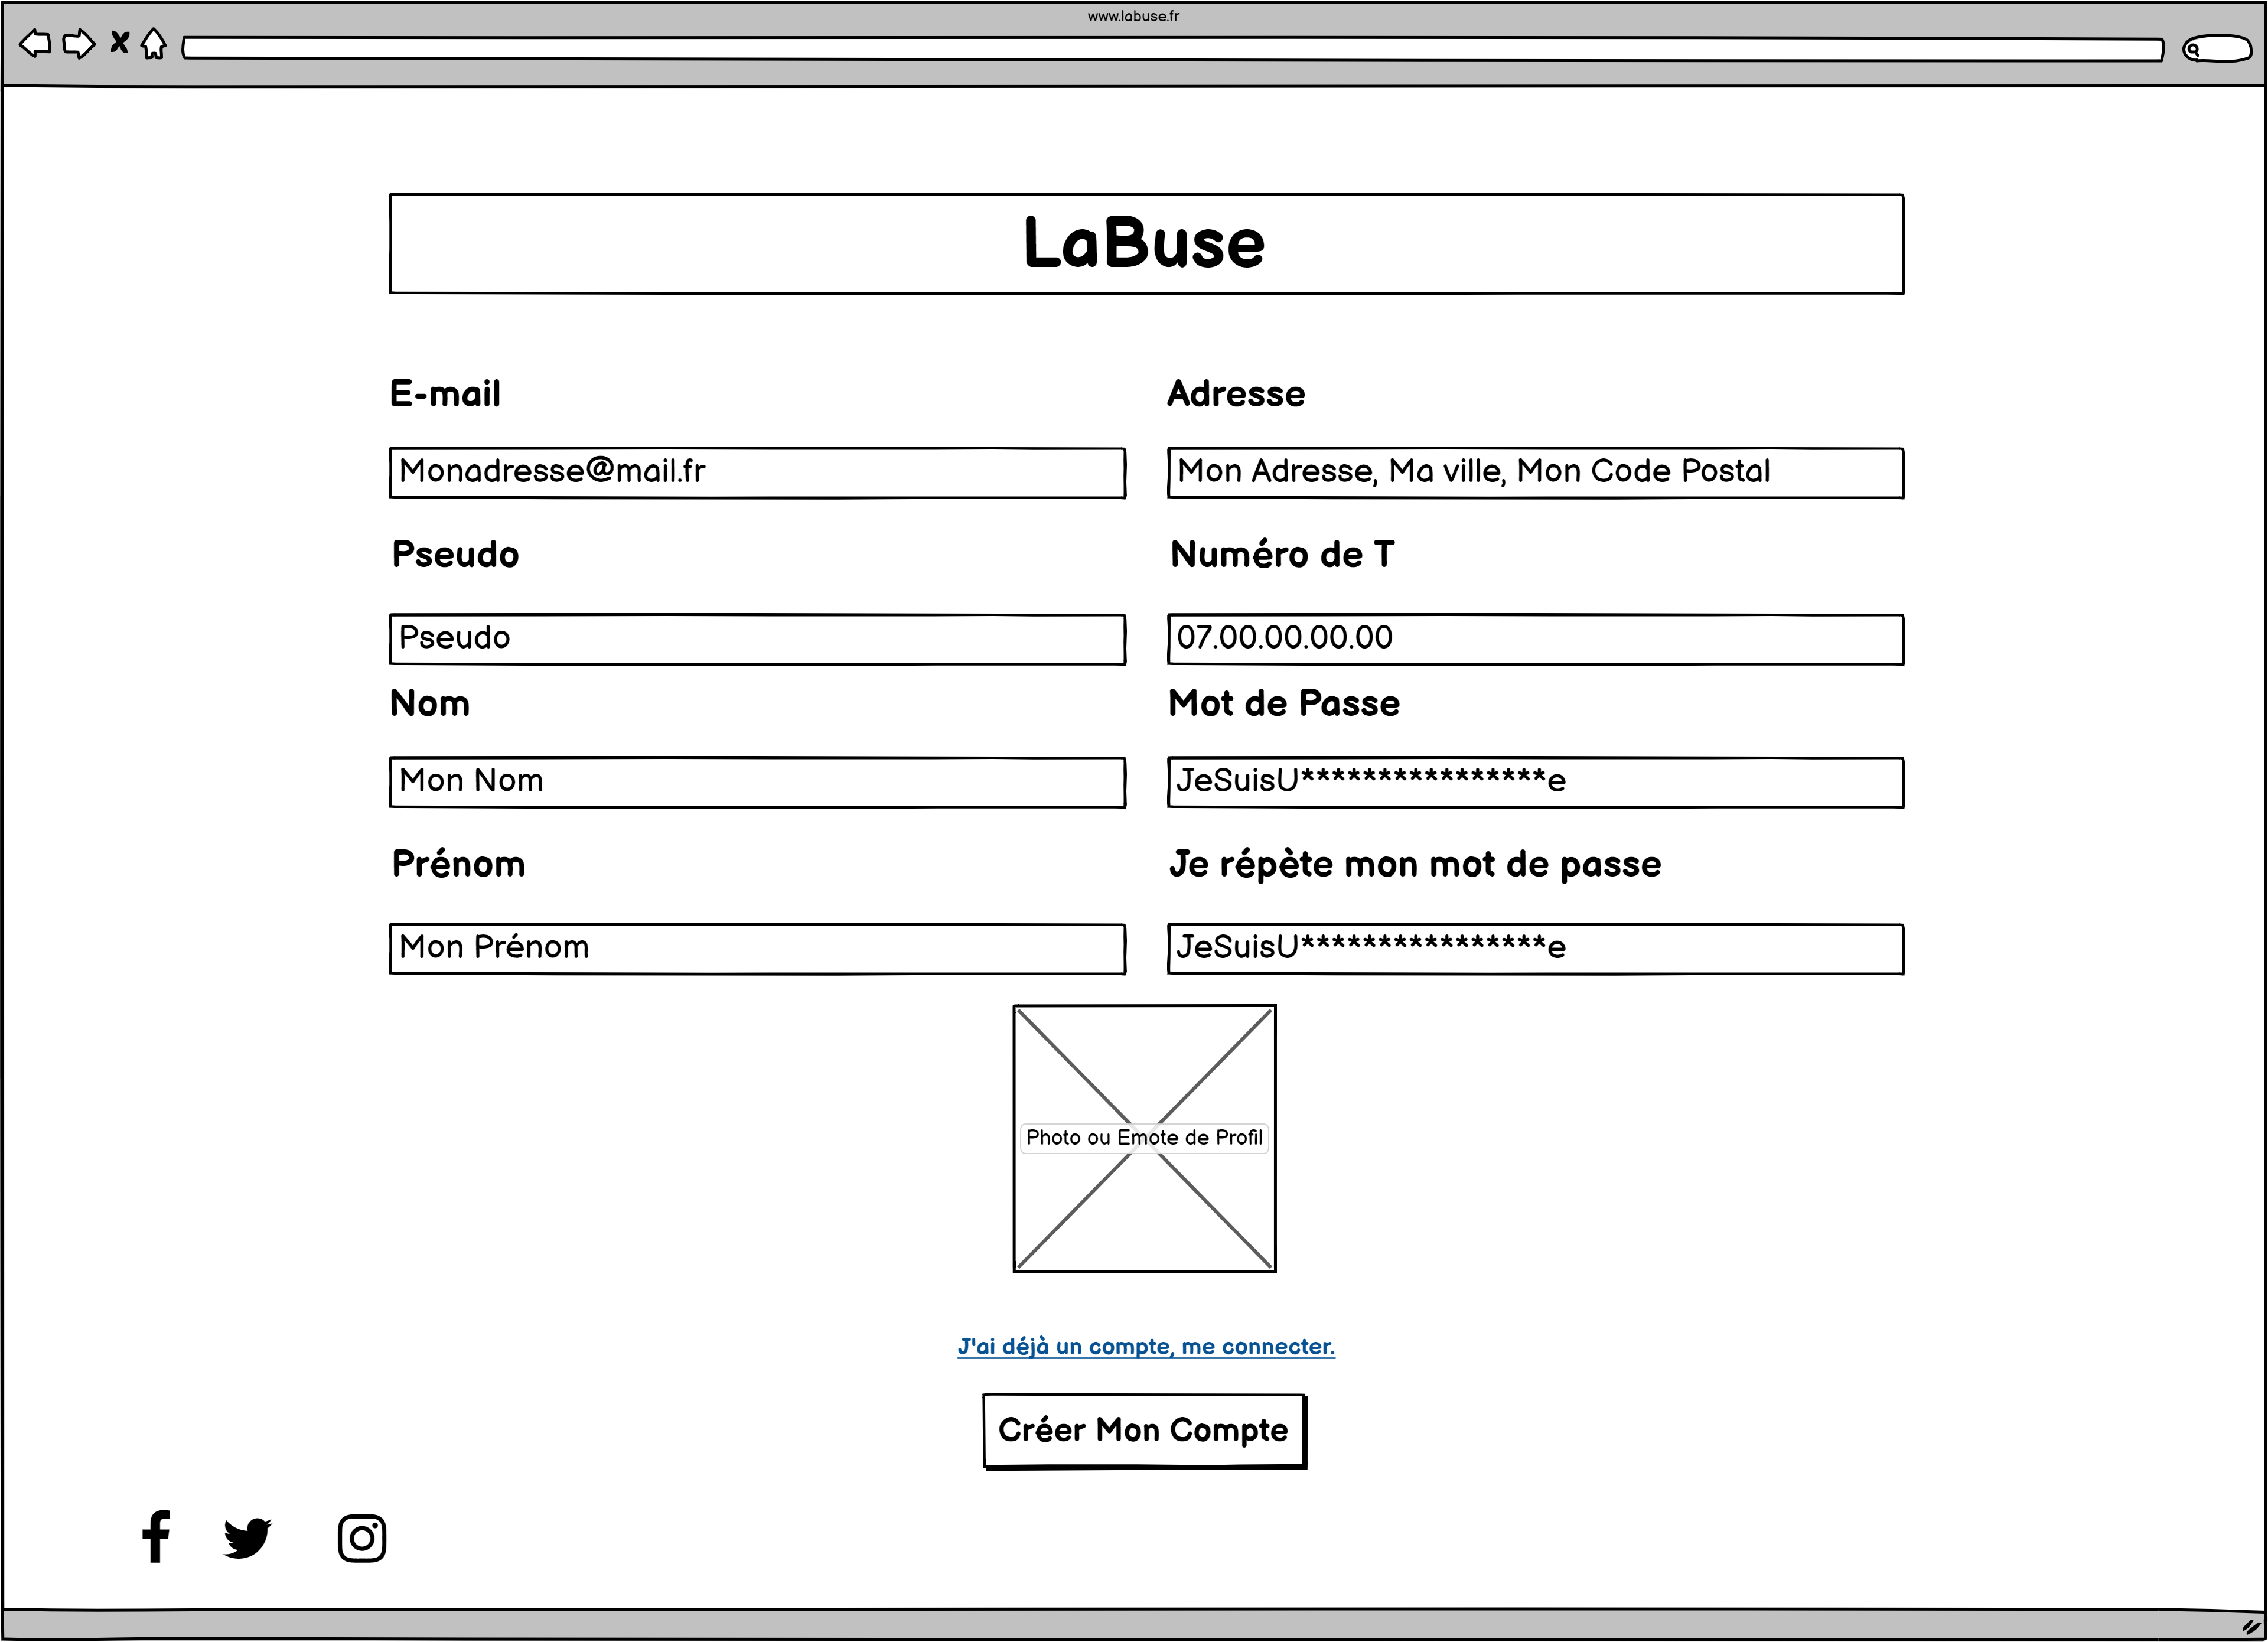 www.labuse.fr
LaBuse
E-mail
Adresse
Monadresse@mail.fr
Mon Adresse, Ma ville, Mon Code Postal
Pseudo
Numéro de T
Pseudo
07.00.00.00.00
Nom
Mot de Passe
Mon Nom
JeSuisU****************e
Prénom
Je répète mon mot de passe
Mon Prénom
JeSuisU****************e
Photo ou Emote de Profil
J'ai déjà un compte, me connecter.
Créer Mon Compte